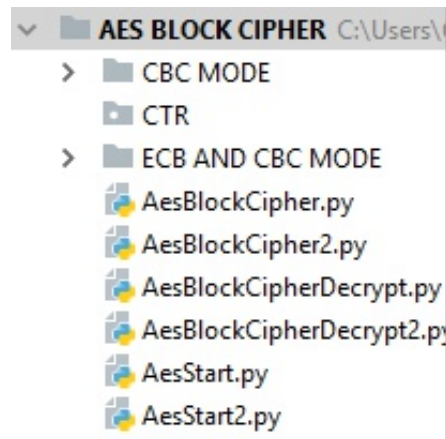 AES BLOCK CIPHER C:\Users\
CBC MODE
CTR
ECB AND CBC MODE
AesBlockCipher.py
AesBlockCipher2.py
AesBlockCipherDecrypt.py
AesBlockCipherDecrypt2.py
AesStart.py
AesStart2.py